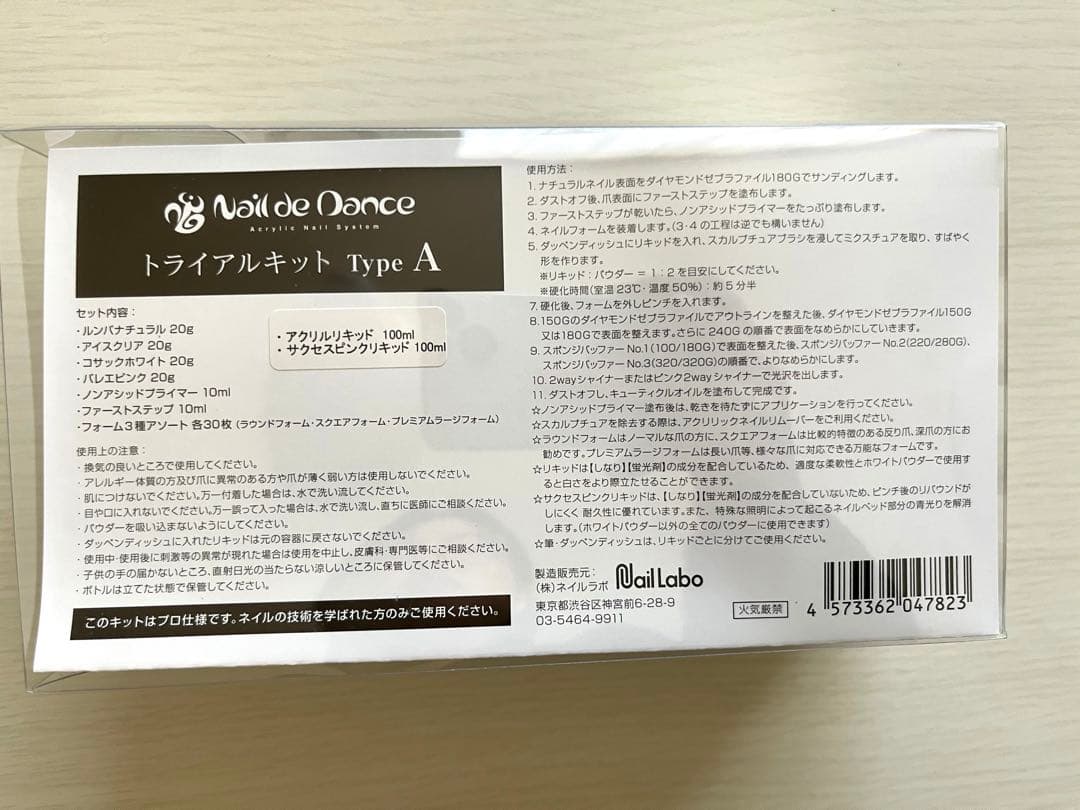 Nail de Dance
Acrylic Nail System
トライアルキット Type A
セット内容：
・ルンバナチュラル 20g
・アイスクリア 20g
・コサックホワイト 20g
・バレエピンク 20g
・ノンアシッドプライマー 10ml
・ファーストステップ 10ml
・フォーム3種アソート 各30枚（ラウンドフォーム・スクエアフォーム・プレミアムラージフォーム）
・アクリルリキッド 100ml
・サクセスピンクリキッド 100ml
使用上の注意：
・換気の良いところで使用してください。
・アレルギー体質の方及び爪に異常のある方や爪が薄く弱い方は使用しないでください。
・肌につけないでください。万一付着した場合は、水で洗い流してください。
・目や口に入れないでください。万一誤って入った場合は、水で洗い流し、直ちに医師にご相談ください。
・パウダーを吸い込まないようにしてください。
・ダッペンディッシュに入れたリキッドは元の容器に戻さないでください。
・使用中・使用後に刺激等の異常が現れた場合は使用を中止し、皮膚科・専門医等にご相談ください。
・子供の手の届かないところ、直射日光の当たらない涼しいところに保管してください。
・ボトルは立てた状態で保管してください。
このキットはプロ仕様です。ネイルの技術を学ばれた方のみご使用ください。
使用方法：
1. ナチュラルネイル表面をダイヤモンドゼブラファイル180Gでサンディングします。
2. ダストオフ後、爪表面にファーストステップを塗布します。
3. ファーストステップが乾いたら、ノンアシッドプライマーをたっぷり塗布します。
4. ネイルフォームを装着します。（3・4の工程は逆でも構いません）
5. ダッペンディッシュにリキッドを入れ、スカルプチュアブラシを浸してミクスチュアを取り、すばやく
形を作ります。
※リキッド：パウダー = 1：2を目安にしてください。
※硬化時間（室温23℃・湿度50%）：約5分半
7. 硬化後、フォームを外しピンチを入れます。
8. 150Gのダイヤモンドゼブラファイルでアウトラインを整えた後、ダイヤモンドゼブラファイル150G
又は180Gで表面を整えます。さらに240Gの順番で表面をなめらかにしていきます。
9. スポンジバッファーNo.1(100/180G)で表面を整えた後、スポンジバッファーNo.2(220/280G)、
スポンジバッファーNo.3(320/320G)の順番で、よりなめらかにします。
10. 2wayシャイナーまたはピンク2wayシャイナーで光沢を出します。
11. ダストオフし、キューティクルオイルを塗布して完成です。
☆ノンアシッドプライマー塗布後は、乾きを待たずにアプリケーションを行ってください。
☆スカルプチュアを除去する際は、アクリリックネイルリムーバーをご利用ください。
☆ラウンドフォームはノーマルな爪の方に、スクエアフォームは比較的特徴のある反り爪、深爪の方にお
勧めです。プレミアムラージフォームは長い爪等、様々な爪に対応できる万能なフォームです。
☆リキッドは【しなり】【蛍光剤】の成分を配合しているため、適度な柔軟性とホワイトパウダーで使用す
ると白さをより際立たせることができます。
☆サクセスピンクリキッドは、【しなり】【蛍光剤】の成分を配合していないため、ピンチ後のリバウンドが
しにくく 耐久性に優れています。また、特殊な照明によって起こるネイルベッド部分の青光りを解消
します。（ホワイトパウダー以外の全てのパウダーに使用できます）
☆筆・ダッペンディッシュは、リキッドごとに分けてご使用ください。
製造販売元：
（株）ネイルラボ Nail Labo
東京都渋谷区神宮前6-28-9
03-5464-9911
火気厳禁
4 573362 047823